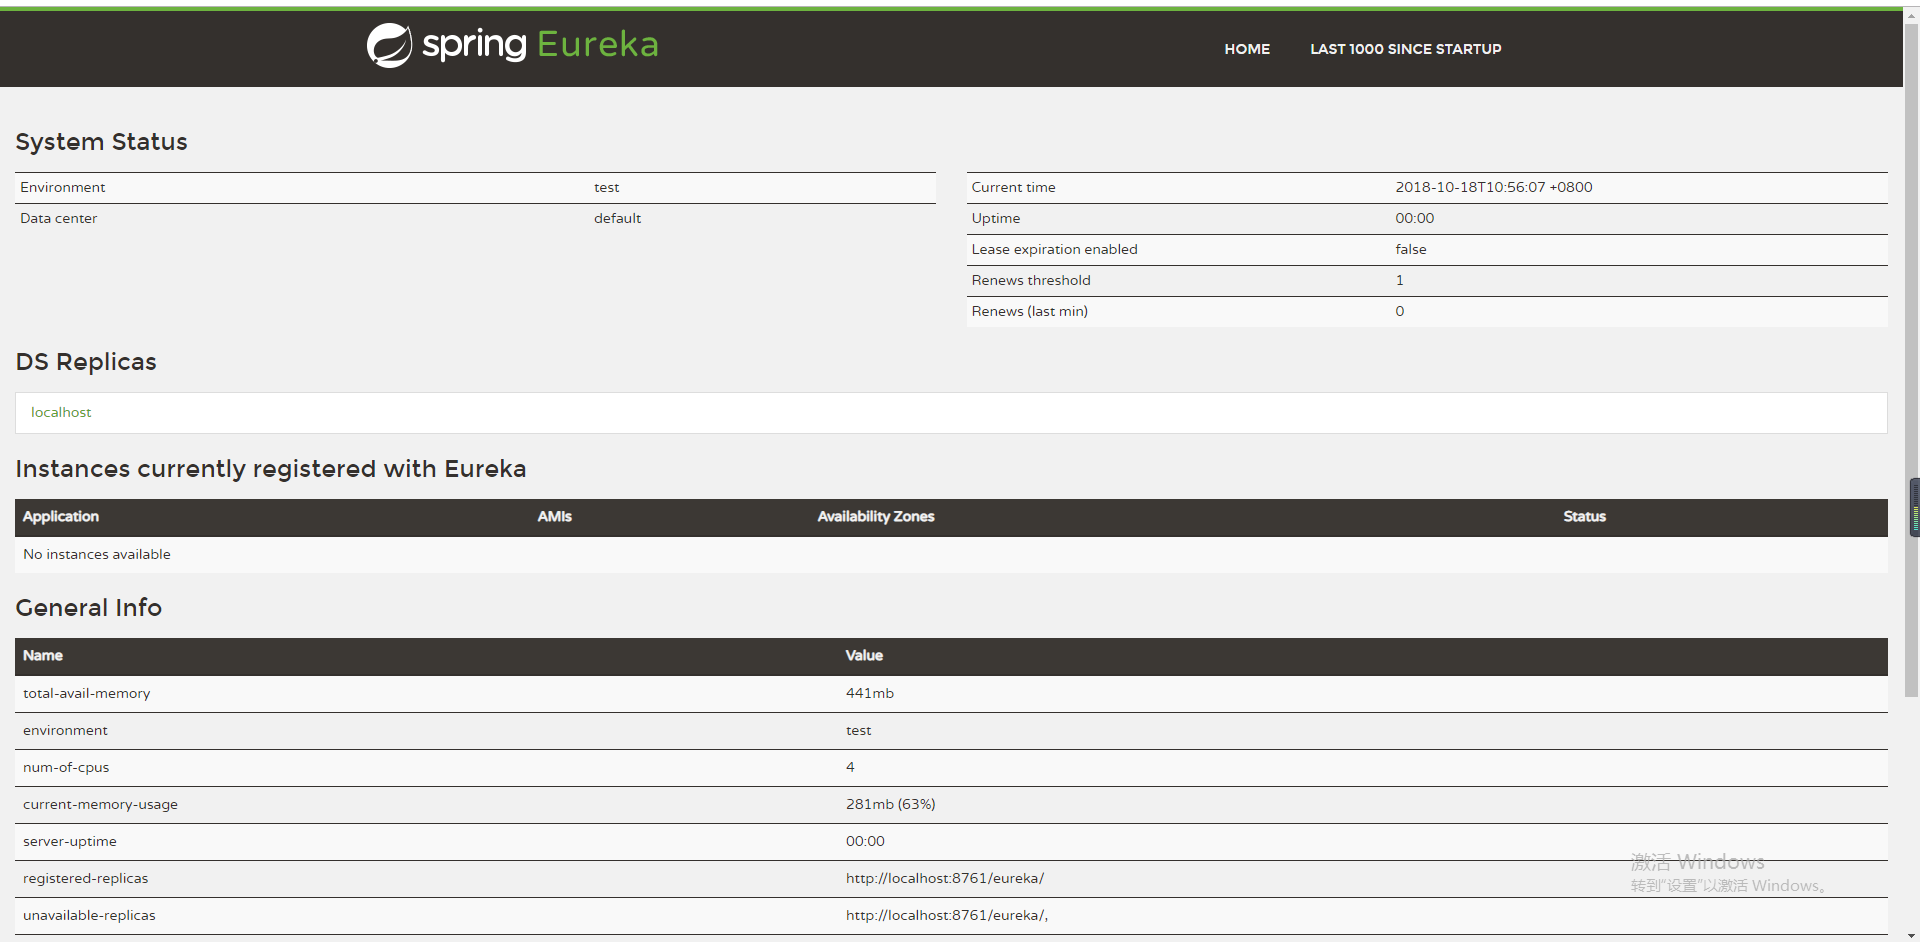 spring Eureka
HOME LAST 1000 SINCE STARTUP
System Status
Environment test
Data center default
Current time 2018-10-18T10:56:07 +0800
Uptime 00:00
Lease expiration enabled false
Renews threshold 1
Renews (last min) 0
DS Replicas
localhost
Instances currently registered with Eureka
Application AMIs Availability Zones Status
No instances available
General Info
Name Value
total-avail-memory 441mb
environment test
num-of-cpus 4
current-memory-usage 281mb (63%)
server-uptime 00:00
registered-replicas http://localhost:8761/eureka/
unavailable-replicas http://localhost:8761/eureka/,
激活 Windows
转到“设置”以激活 Windows。